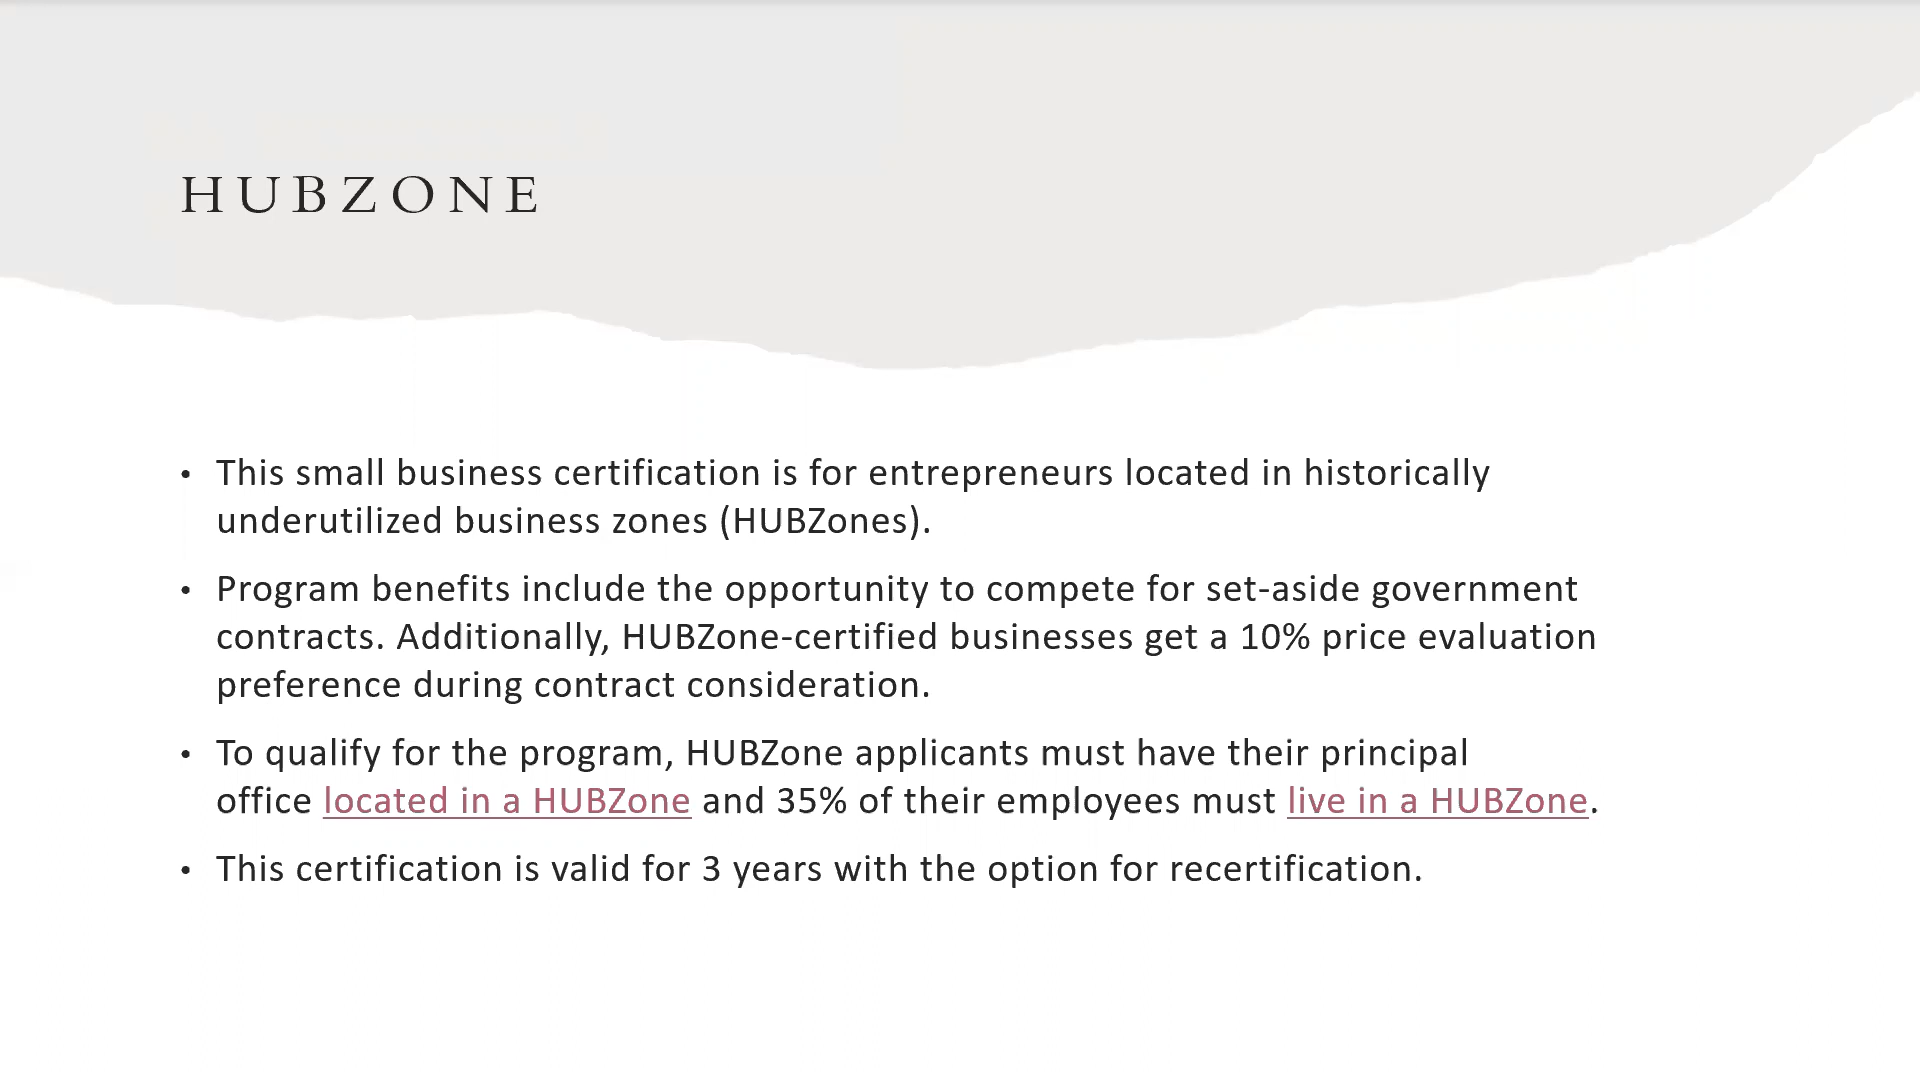 HUBZONE
• This small business certification is for entrepreneurs located in historically
underutilized business zones (HUBZones).
• Program benefits include the opportunity to compete for set-aside government
contracts. Additionally, HUBZone-certified businesses get a 10% price evaluation
preference during contract consideration.
• To qualify for the program, HUBZone applicants must have their principal
office located in a HUBZone and 35% of their employees must live in a HUBZone.
• This certification is valid for 3 years with the option for recertification.